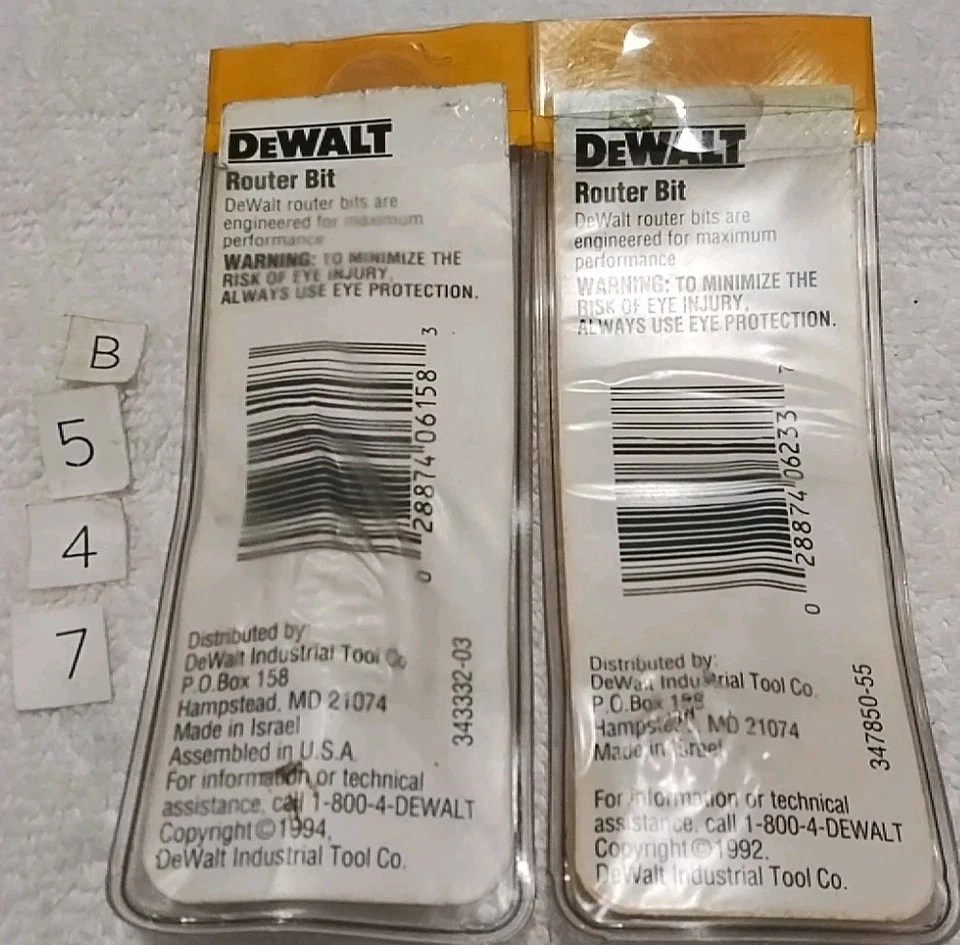 B
5
4
7
DEWALT
Router Bit
DeWalt router bits are
engineered for maximum
performance
WARNING: TO MINIMIZE THE
RISK OF EYE INJURY,
ALWAYS USE EYE PROTECTION.
0 28874 06158 3
Distributed by:
DeWalt Industrial Tool Co
P.O.Box 158
Hampstead, MD 21074
Made in Israel
Assembled in U.S.A.
For information or technical
assistance, call 1-800-4-DEWALT
Copyright © 1994,
DeWalt Industrial Tool Co.
343332-03
DEWALT
Router Bit
DeWalt router bits are
engineered for maximum
performance
WARNING: TO MINIMIZE THE
RISK OF EYE INJURY,
ALWAYS USE EYE PROTECTION.
0 28874 06233 7
Distributed by:
DeWalt Industrial Tool Co.
P.O.Box 158
Hampstead, MD 21074
Made in Israel
For information or technical
assistance, call 1-800-4-DEWALT
Copyright © 1992.
DeWalt Industrial Tool Co.
347850-55